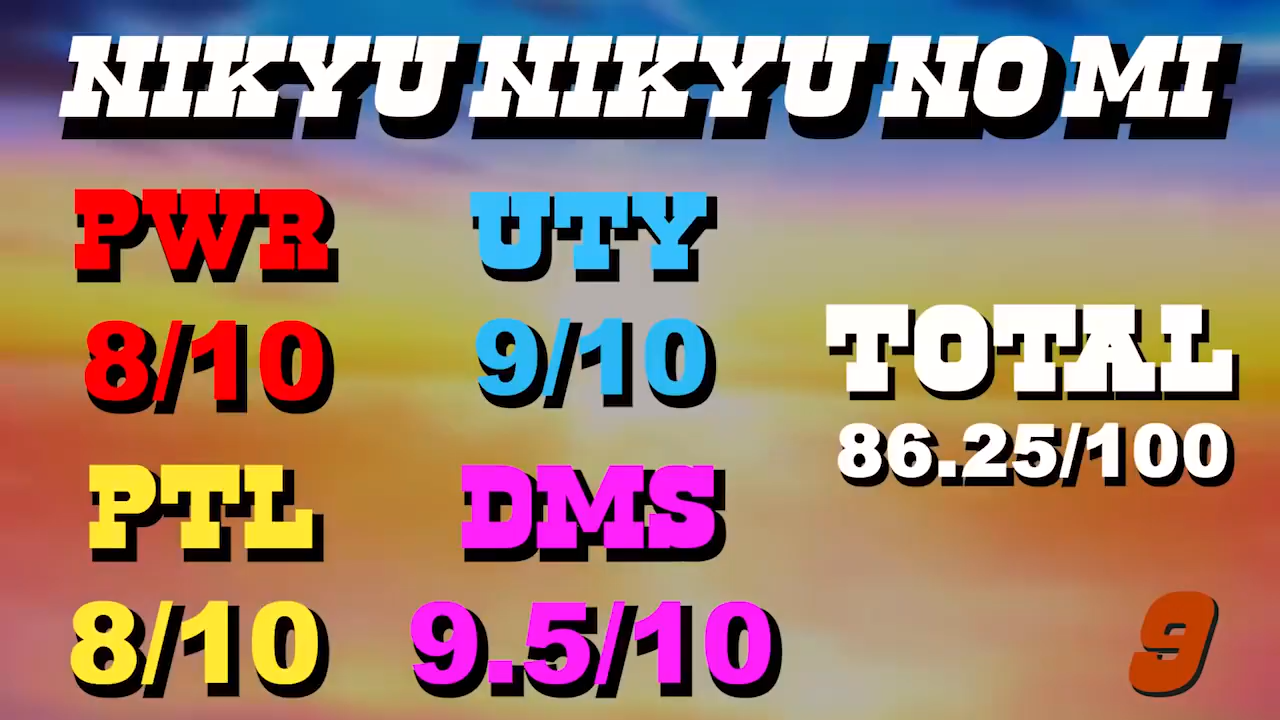 NIKYU NIKYU NO MI
PWR
8/10
UTY
9/10
PTL
8/10
DMS
9.5/10
TOTAL
86.25/100
9